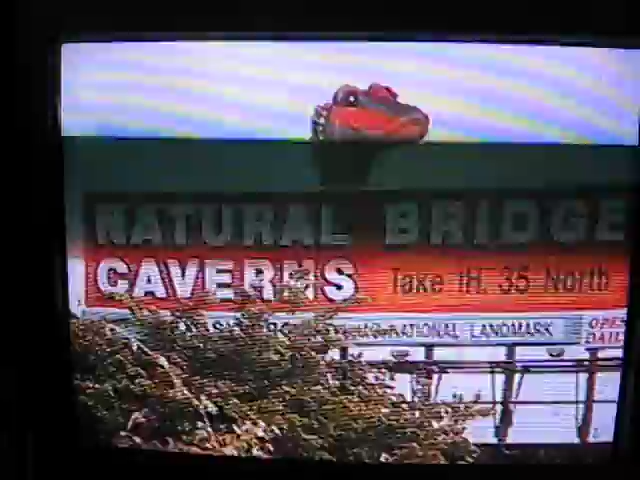 NATURAL BRIDGE
CAVERNS Take IH. 35 North
NATIONAL LANDMARK
OPEN
DAILY